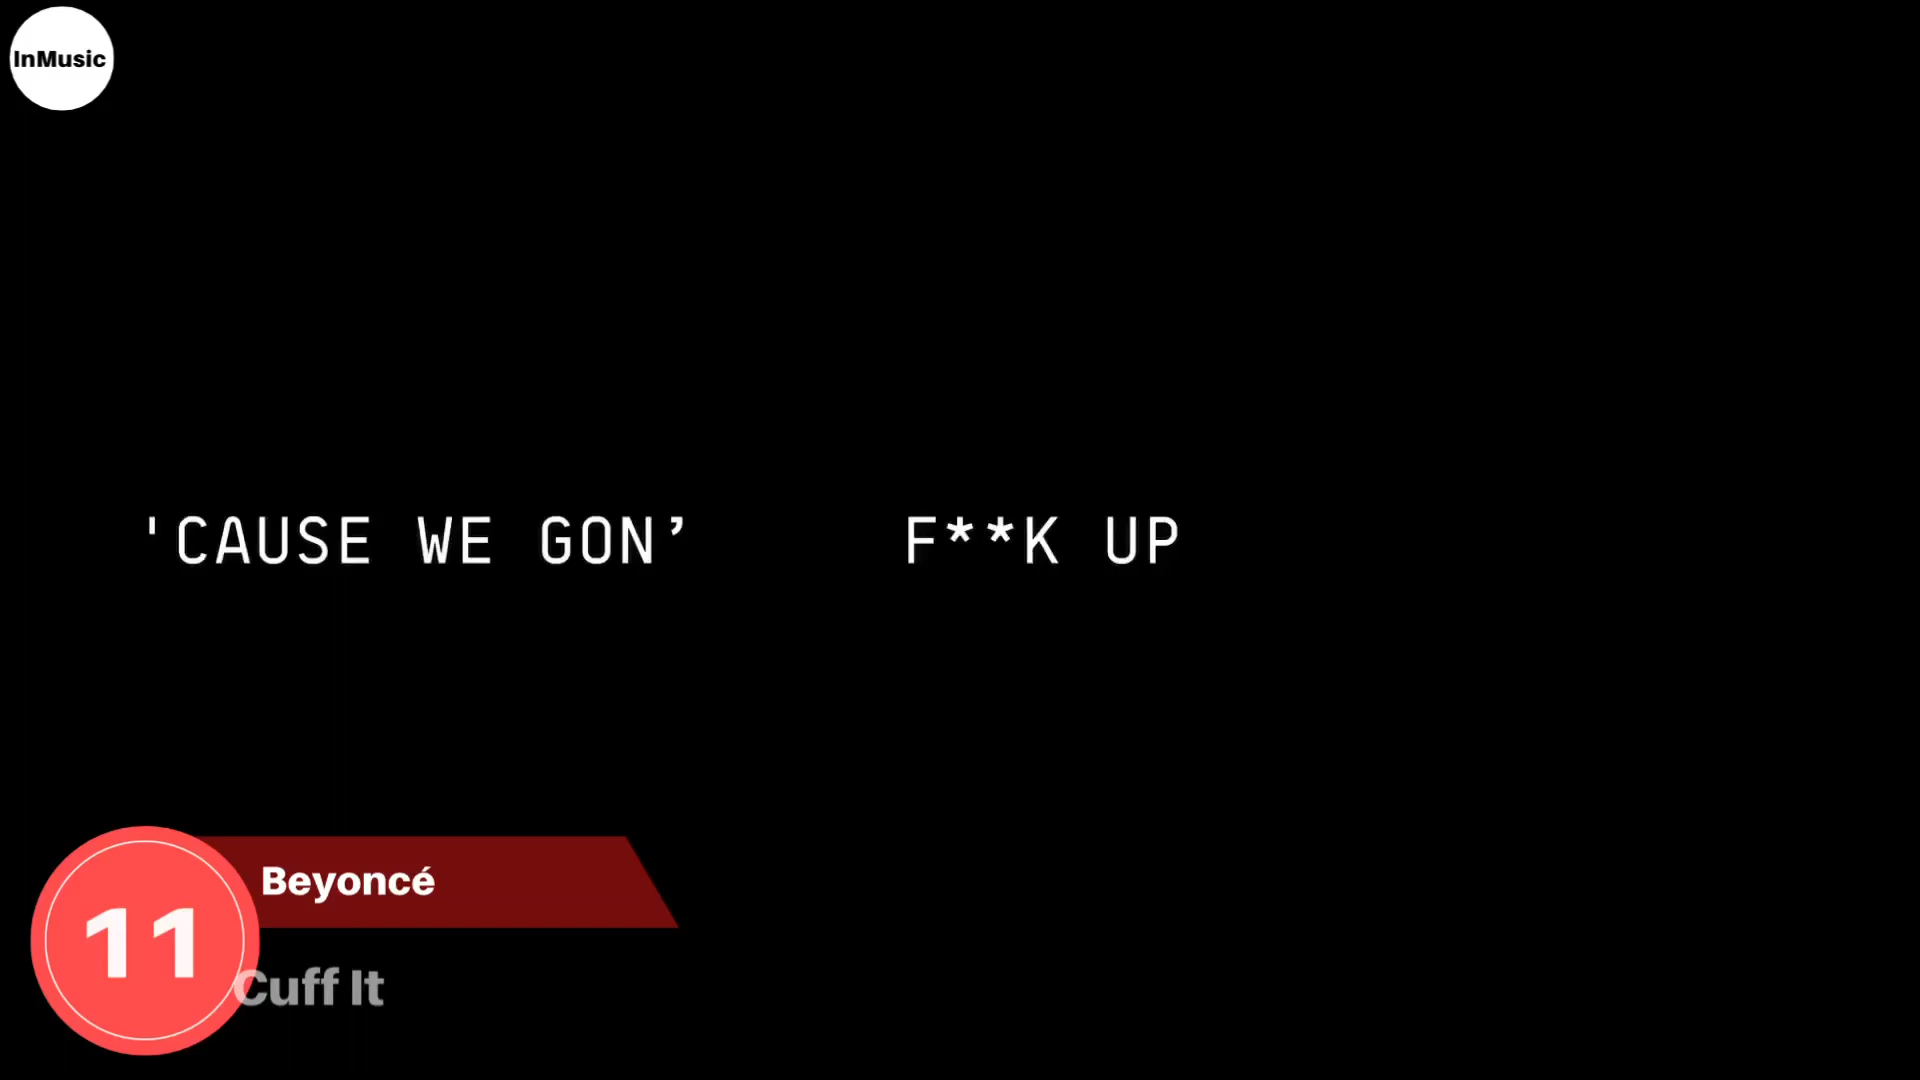 InMusic
'CAUSE WE GON’ F**K UP
Beyoncé
11
Cuff It